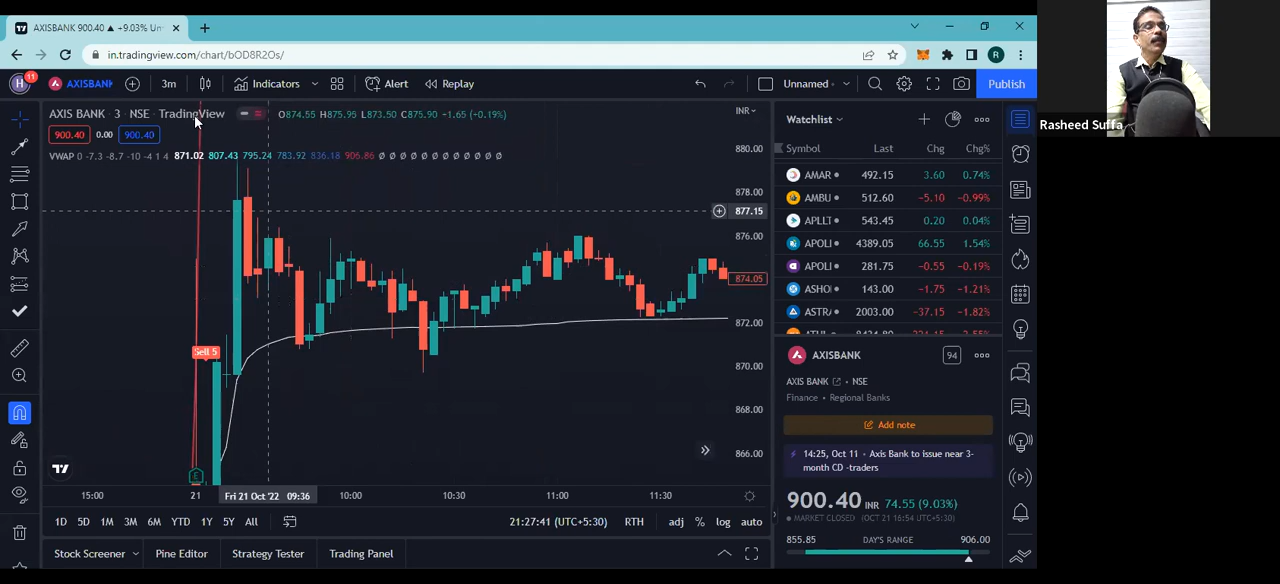 AXISBANK 900.40 ▲ +9.03% Un
in.tradingview.com/chart/bOD8R2Os/
R
H 11 AXISBANK 3m Indicators Alert Replay Unnamed Publish
Rasheed Suffa
AXIS BANK · 3 · NSE · TradingView O874.55 H875.95 L873.50 C875.90 −1.65 (+0.19%)
INR
900.40 0.00 900.40
VWAP 0 -7.3 -8.7 -10 -4 1 4 871.02 807.43 795.24 783.92 836.18 906.86 Ø Ø Ø Ø Ø Ø Ø Ø Ø Ø Ø Ø
880.00
878.00
877.15
876.00
874.05
872.00
870.00
868.00
866.00
Sell 5
E
15:00 21 Fri 21 Oct '22 09:36 10:00 10:30 11:00 11:30
1D 5D 1M 3M 6M YTD 1Y 5Y All 21:27:41 (UTC+5:30) RTH adj % log auto
Stock Screener Pine Editor Strategy Tester Trading Panel
Watchlist
Symbol Last Chg Chg%
AMAR 492.15 3.60 0.74%
AMBU 512.60 −5.10 −0.99%
APLLT 543.45 0.20 0.04%
APOLI 4389.05 66.55 1.54%
APOLI 281.75 −0.55 −0.19%
ASHO 143.00 −1.75 −1.21%
ASTR 2003.00 −37.15 −1.82%
AXISBANK 94
AXIS BANK · NSE
Finance · Regional Banks
Add note
14:25, Oct 11 · Axis Bank to issue near 3-
month CD -traders
900.40 INR 74.55 (9.03%)
MARKET CLOSED (OCT 21 16:54 UTC+5:30)
855.85 DAY'S RANGE 906.00